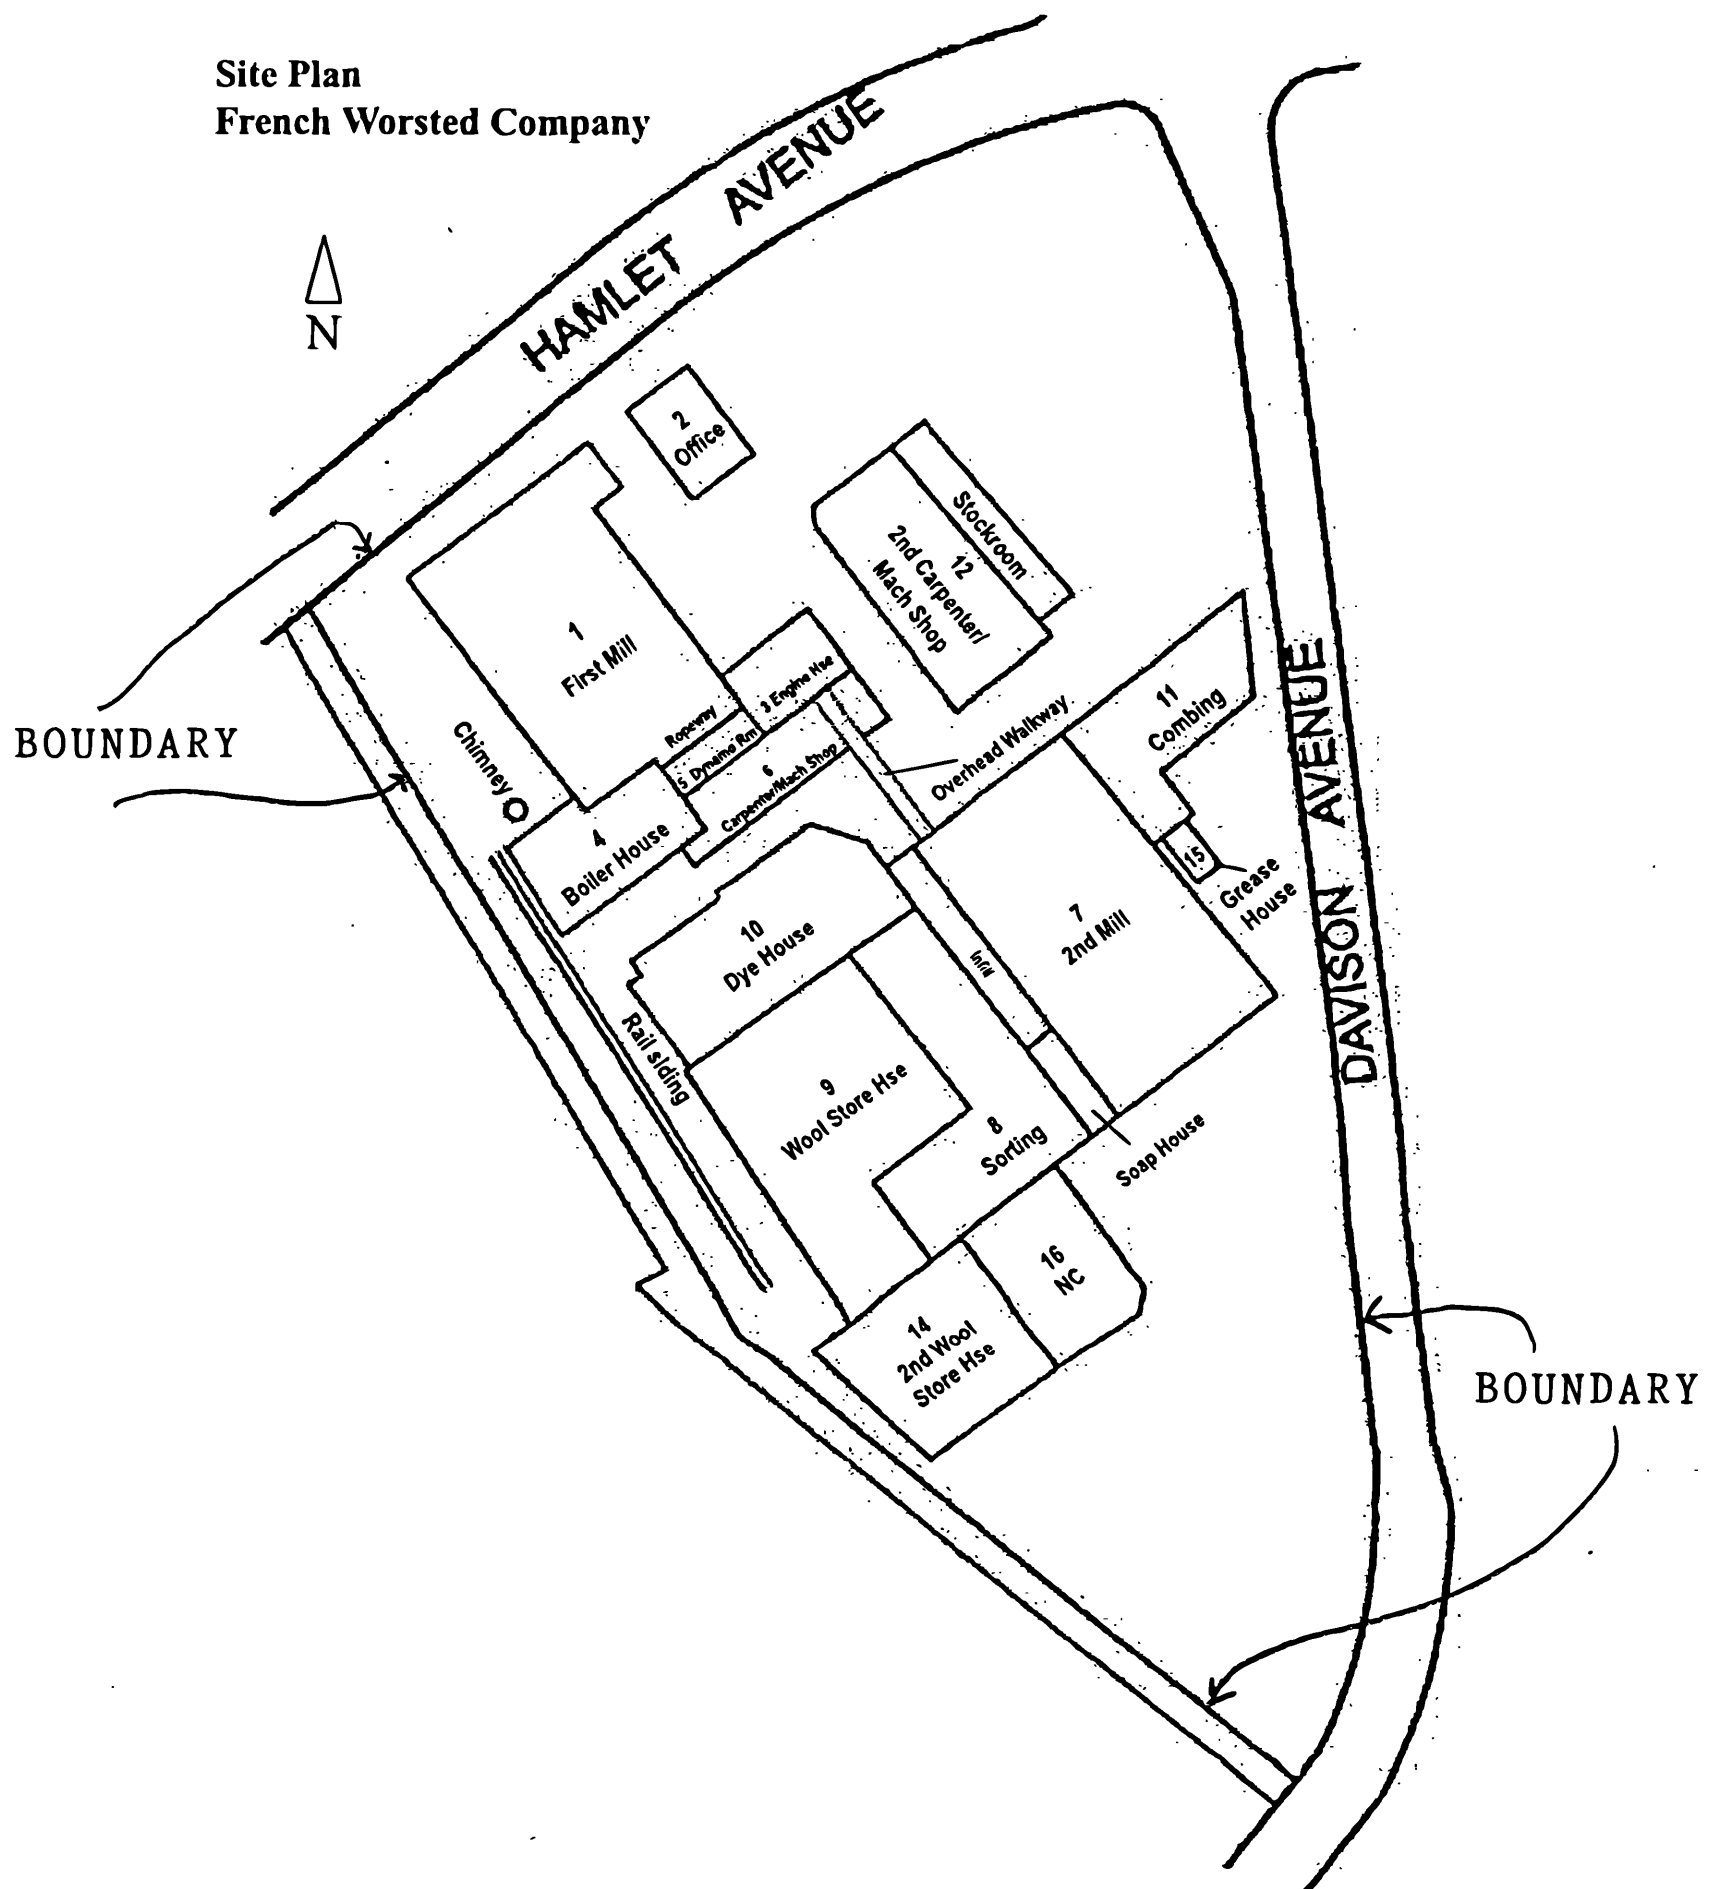 Site Plan
French Worsted Company
HAMLET AVENUE
N
2
Office
Stockroom
12
2nd Carpenter/
Mach Shop
1
First Mill
3 Engine Hse
Ropeway
5 Dynamo Rm
6
Carpenter/Mach Shop
Overhead Walkway
11
Combing
DAVISON AVENUE
BOUNDARY
Chimney
4
Boiler House
15
Grease
House
7
2nd Mill
10
Dye House
Infill
Rail siding
9
Wool Store Hse
8
Sorting
Soap House
16
NC
14
2nd Wool
Store Hse
BOUNDARY